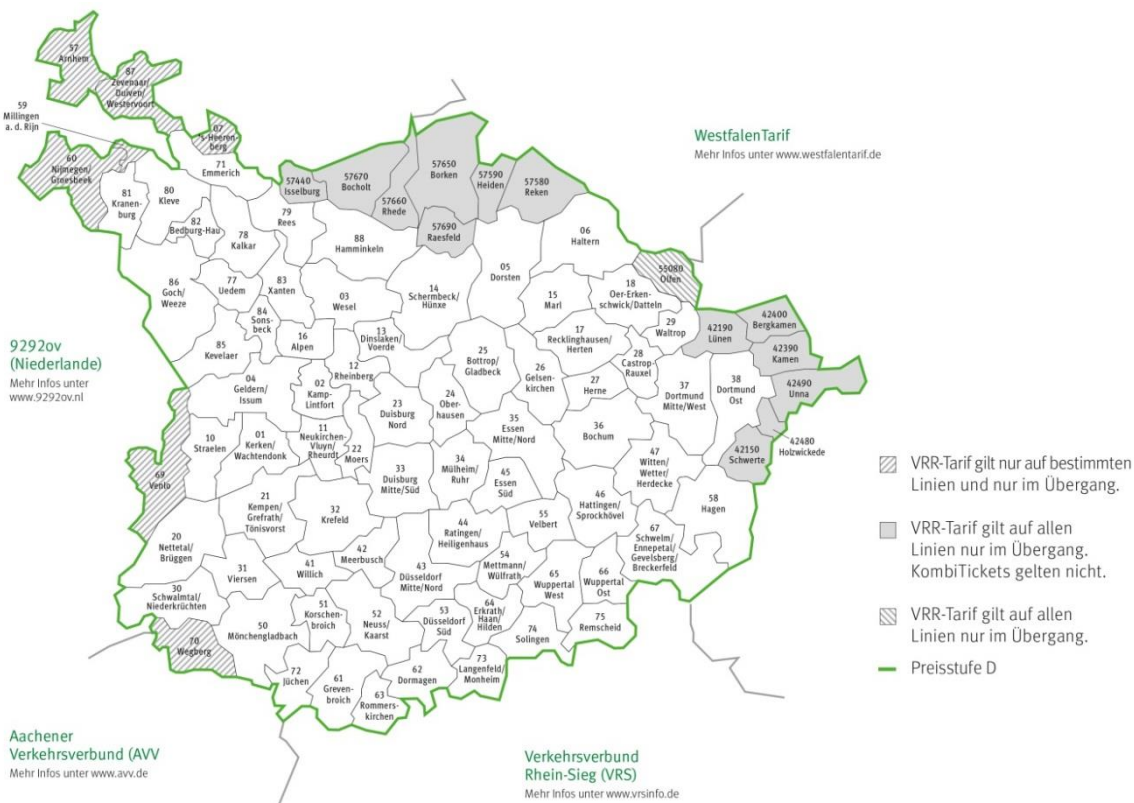 57
Arnhem
87
Zevenaar/
Duiven/
Westervoort
59
Millingen
a. d. Rijn
07
's-Heeren-
berg
60
Nijmegen/
Groesbeek
71
Emmerich
81
Kranen-
burg
80
Kleve
82
Bedburg-Hau
78
Kalkar
79
Rees
57440
Isselburg
57670
Bocholt
57660
Rhede
57650
Borken
57590
Heiden
57580
Reken
57690
Raesfeld
WestfalenTarif
Mehr Infos unter www.westfalentarif.de
88
Hamminkeln
06
Haltern
05
Dorsten
55080
Olfen
86
Goch/
Weeze
77
Uedem
83
Xanten
03
Wesel
14
Schermbeck/
Hünxe
15
Marl
18
Oer-Erken-
schwick/Datteln
29
Waltrop
42190
Lünen
42400
Bergkamen
42390
Kamen
42490
Unna
42480
Holzwickede
42150
Schwerte
84
Sons-
beck
85
Kevelaer
16
Alpen
13
Dinslaken/
Voerde
12
Rheinberg
17
Recklinghausen/
Herten
28
Castrop-
Rauxel
9292ov
(Niederlande)
Mehr Infos unter
www.9292ov.nl
04
Geldern/
Issum
02
Kamp-
Lintfort
23
Duisburg
Nord
24
Ober-
hausen
25
Bottrop/
Gladbeck
26
Gelsen-
kirchen
27
Herne
37
Dortmund
Mitte/West
38
Dortmund
Ost
10
Straelen
01
Kerken/
Wachtendonk
11
Neukirchen-
Vluyn/
Rheurdt
22
Moers
33
Duisburg
Mitte/Süd
34
Mülheim/
Ruhr
35
Essen
Mitte/Nord
45
Essen
Süd
36
Bochum
47
Witten/
Wetter/
Herdecke
69
Venlo
21
Kempen/
Grefrath/
Tönisvorst
32
Krefeld
44
Ratingen/
Heiligenhaus
55
Velbert
46
Hattingen/
Sprockhövel
58
Hagen
67
Schwelm/
Ennepetal/
Gevelsberg/
Breckerfeld
20
Nettetal/
Brüggen
31
Viersen
41
Willich
42
Meerbusch
43
Düsseldorf
Mitte/Nord
54
Mettmann/
Wülfrath
65
Wuppertal
West
66
Wuppertal
Ost
30
Schwalmtal/
Niederkrüchten
50
Mönchengladbach
51
Korschen-
broich
52
Neuss/
Kaarst
53
Düsseldorf
Süd
64
Erkrath/
Haan/
Hilden
74
Solingen
75
Remscheid
70
Wegberg
72
Jüchen
61
Greven-
broich
63
Rommers-
kirchen
62
Dormagen
73
Langenfeld/
Monheim
VRR-Tarif gilt nur auf bestimmten
Linien und nur im Übergang.
VRR-Tarif gilt auf allen
Linien nur im Übergang.
KombiTickets gelten nicht.
VRR-Tarif gilt auf allen
Linien nur im Übergang.
Preisstufe D
Aachener
Verkehrsverbund (AVV
Mehr Infos unter www.avv.de
Verkehrsverbund
Rhein-Sieg (VRS)
Mehr Infos unter www.vrsinfo.de